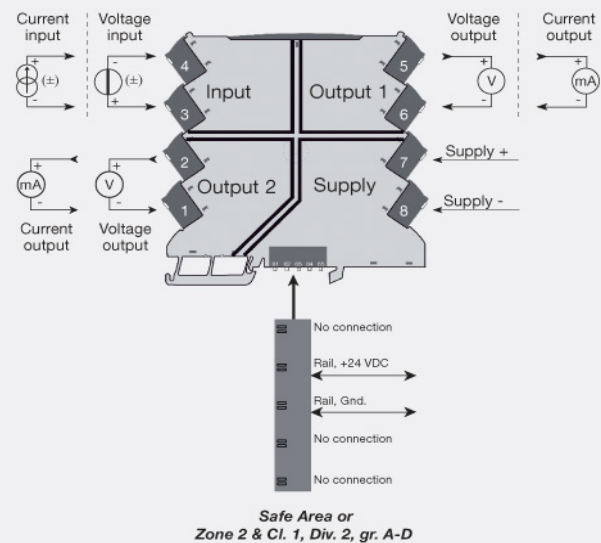 Current input
Voltage input
Voltage output
Current output
+ (±) -
- (±) +
+ V -
+ mA -
4
3
Input
5
6
Output 1
2
1
Output 2
7
8
Supply
Supply +
Supply -
+ mA -
+ V -
Current output
Voltage output
No connection
Rail, +24 VDC
Rail, Gnd.
No connection
No connection
Safe Area or
Zone 2 & Cl. 1, Div. 2, gr. A-D